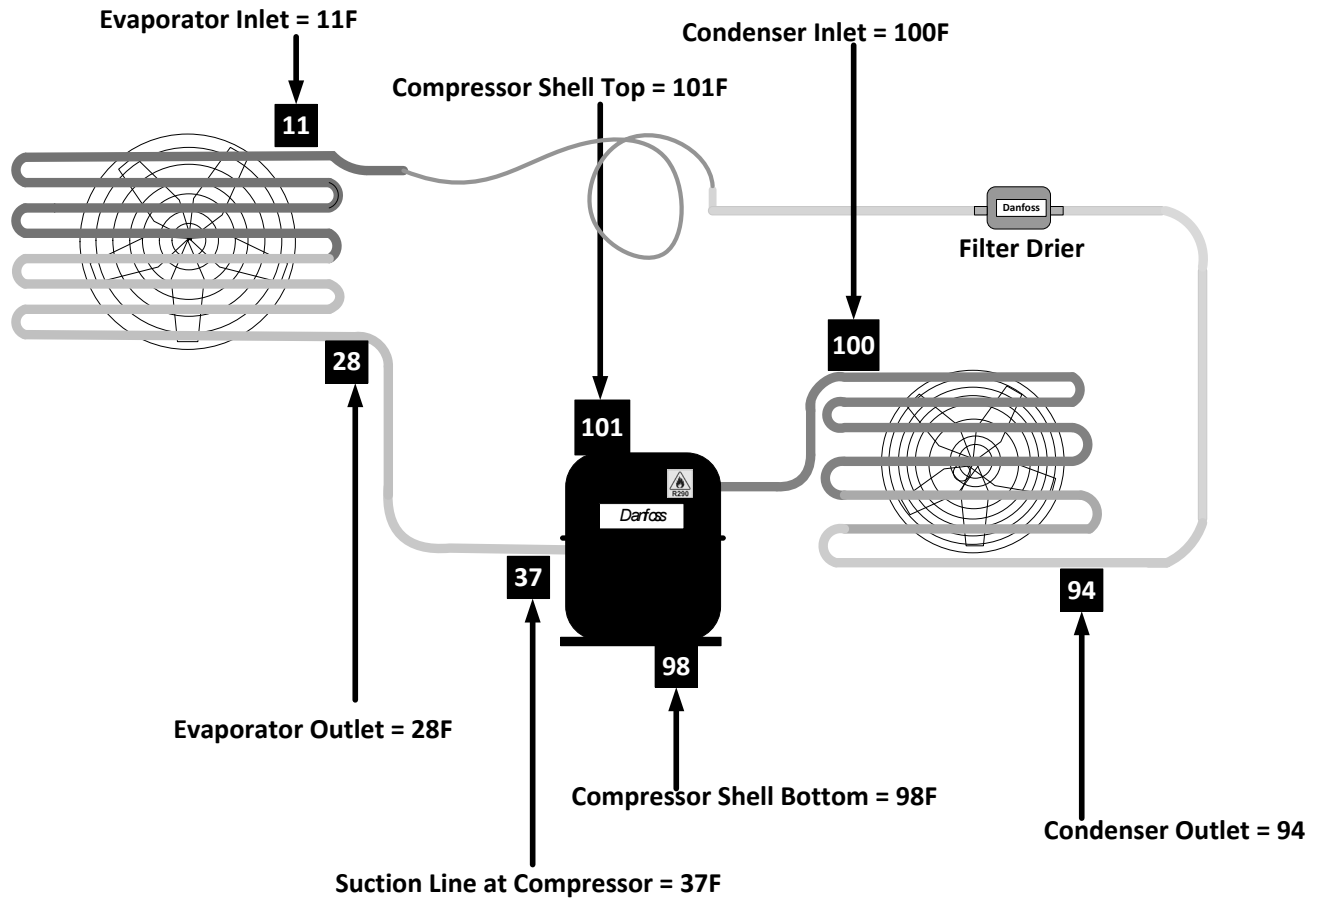 Evaporator Inlet = 11F
Condenser Inlet = 100F
Compressor Shell Top = 101F
11
Danfoss
Filter Drier
100
28
101
R290
Danfoss
37
94
98
Evaporator Outlet = 28F
Compressor Shell Bottom = 98F
Condenser Outlet = 94
Suction Line at Compressor = 37F